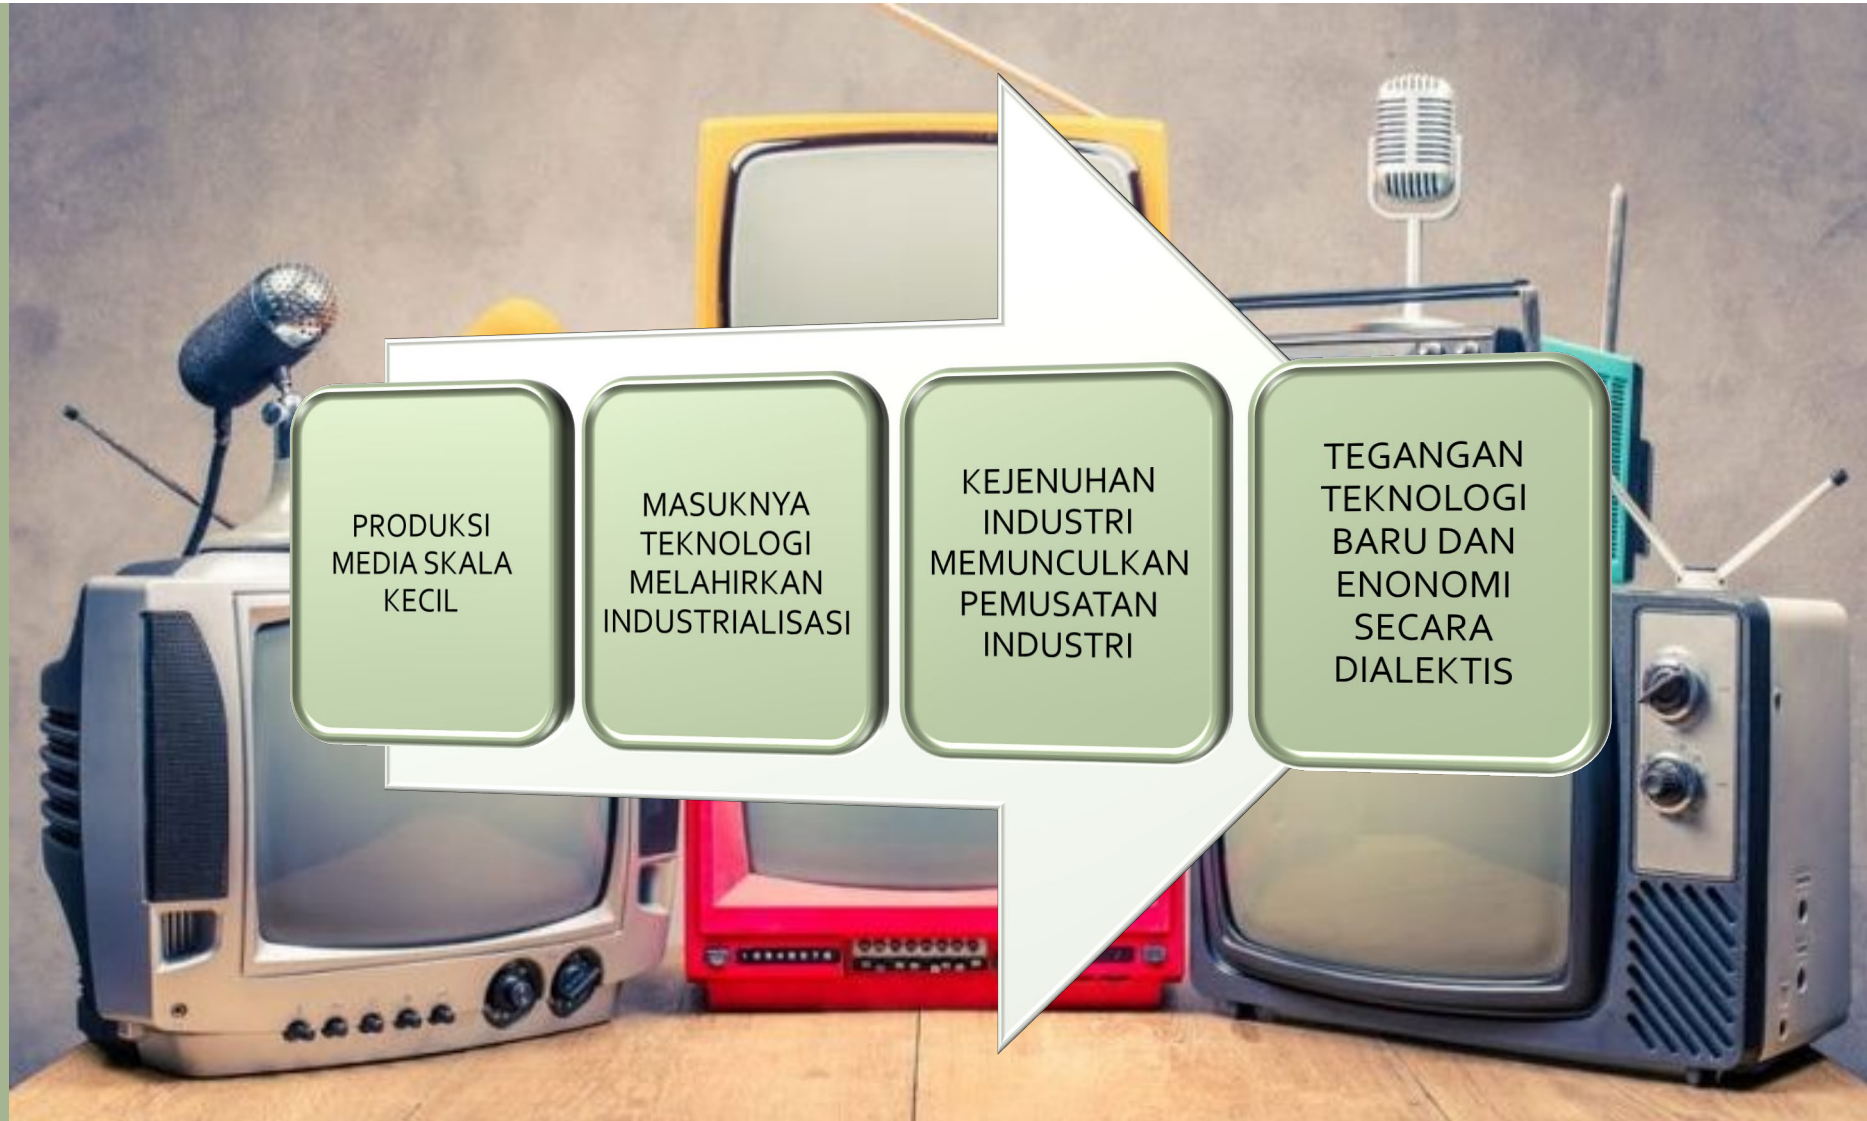 PRODUKSI
MEDIA SKALA
KECIL
MASUKNYA
TEKNOLOGI
MELAHIRKAN
INDUSTRIALISASI
KEJENUHAN
INDUSTRI
MEMUNCULKAN
PEMUSATAN
INDUSTRI
TEGANGAN
TEKNOLOGI
BARU DAN
ENONOMI
SECARA
DIALEKTIS